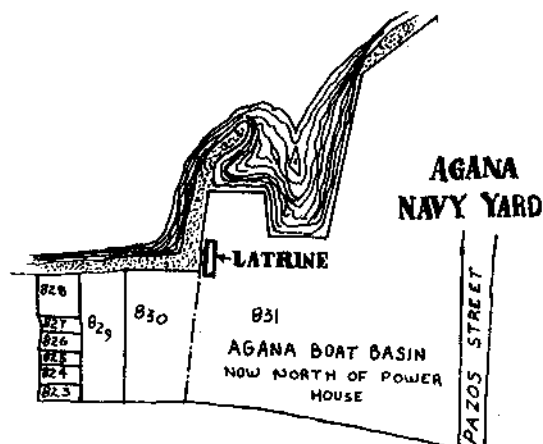 AGANA
NAVY YARD
LATRINE
828
827
826
825
824
823
829
830
831
AGANA BOAT BASIN
NOW NORTH OF POWER
HOUSE
PAZOS STREET